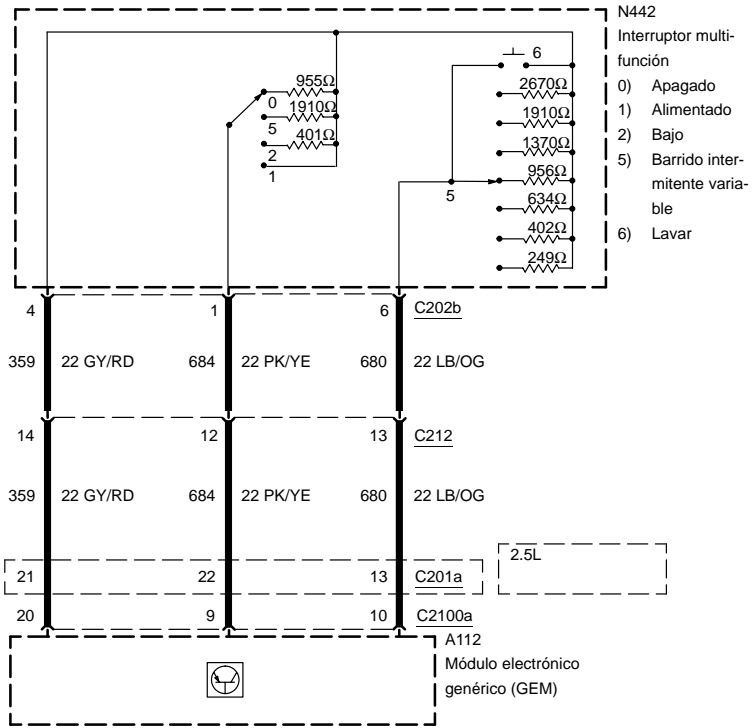 N442
Interruptor multi-
función
0) Apagado
1) Alimentado
2) Bajo
5) Barrido inter-
mitente varia-
ble
6) Lavar
6
955Ω
0
1910Ω
5
401Ω
2
1
2670Ω
1910Ω
1370Ω
956Ω
5
634Ω
402Ω
249Ω
4 1 6 C202b
359 22 GY/RD 684 22 PK/YE 680 22 LB/OG
14 12 13 C212
359 22 GY/RD 684 22 PK/YE 680 22 LB/OG
2.5L
21 22 13 C201a
20 9 10 C2100a
A112
Módulo electrónico
genérico (GEM)